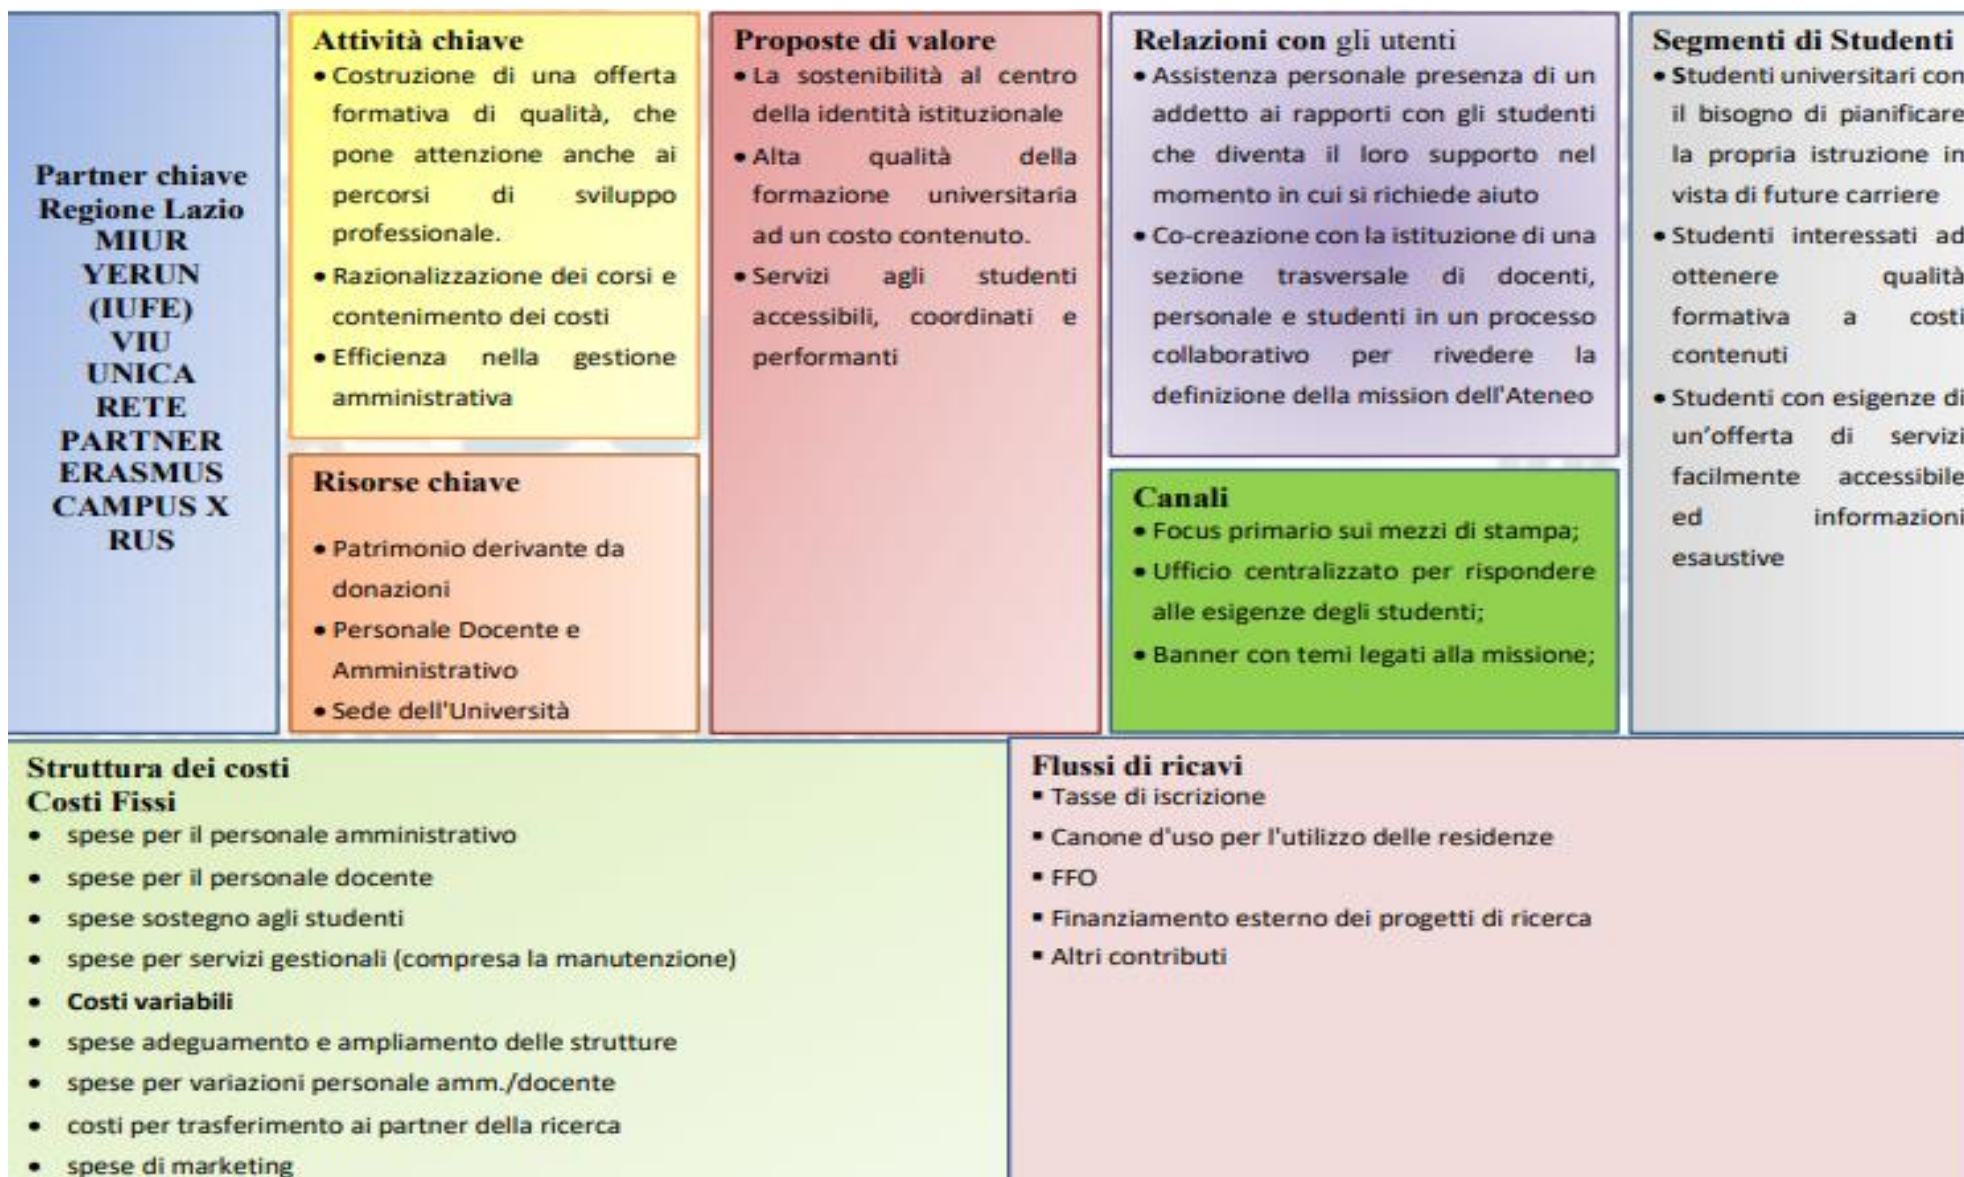 Partner chiave
Regione Lazio
MIUR
YERUN
(IUFE)
VIU
UNICA
RETE
PARTNER
ERASMUS
CAMPUS X
RUS
Attività chiave
• Costruzione di una offerta
formativa di qualità, che
pone attenzione anche ai
percorsi di sviluppo
professionale.
• Razionalizzazione dei corsi e
contenimento dei costi
• Efficienza nella gestione
amministrativa
Risorse chiave
• Patrimonio derivante da
donazioni
• Personale Docente e
Amministrativo
• Sede dell'Università
Proposte di valore
• La sostenibilità al centro
della identità istituzionale
• Alta qualità della
formazione universitaria
ad un costo contenuto.
• Servizi agli studenti
accessibili, coordinati e
performanti
Relazioni con gli utenti
• Assistenza personale presenza di un
addetto ai rapporti con gli studenti
che diventa il loro supporto nel
momento in cui si richiede aiuto
• Co-creazione con la istituzione di una
sezione trasversale di docenti,
personale e studenti in un processo
collaborativo per rivedere la
definizione della mission dell'Ateneo
Canali
• Focus primario sui mezzi di stampa;
• Ufficio centralizzato per rispondere
alle esigenze degli studenti;
• Banner con temi legati alla missione;
Segmenti di Studenti
• Studenti universitari con
il bisogno di pianificare
la propria istruzione in
vista di future carriere
• Studenti interessati ad
ottenere qualità
formativa a costi
contenuti
• Studenti con esigenze di
un'offerta di servizi
facilmente accessibile
ed informazioni
esaustive
Struttura dei costi
Costi Fissi
• spese per il personale amministrativo
• spese per il personale docente
• spese sostegno agli studenti
• spese per servizi gestionali (compresa la manutenzione)
• Costi variabili
• spese adeguamento e ampliamento delle strutture
• spese per variazioni personale amm./docente
• costi per trasferimento ai partner della ricerca
• spese di marketing
Flussi di ricavi
▪ Tasse di iscrizione
▪ Canone d'uso per l'utilizzo delle residenze
▪ FFO
▪ Finanziamento esterno dei progetti di ricerca
▪ Altri contributi